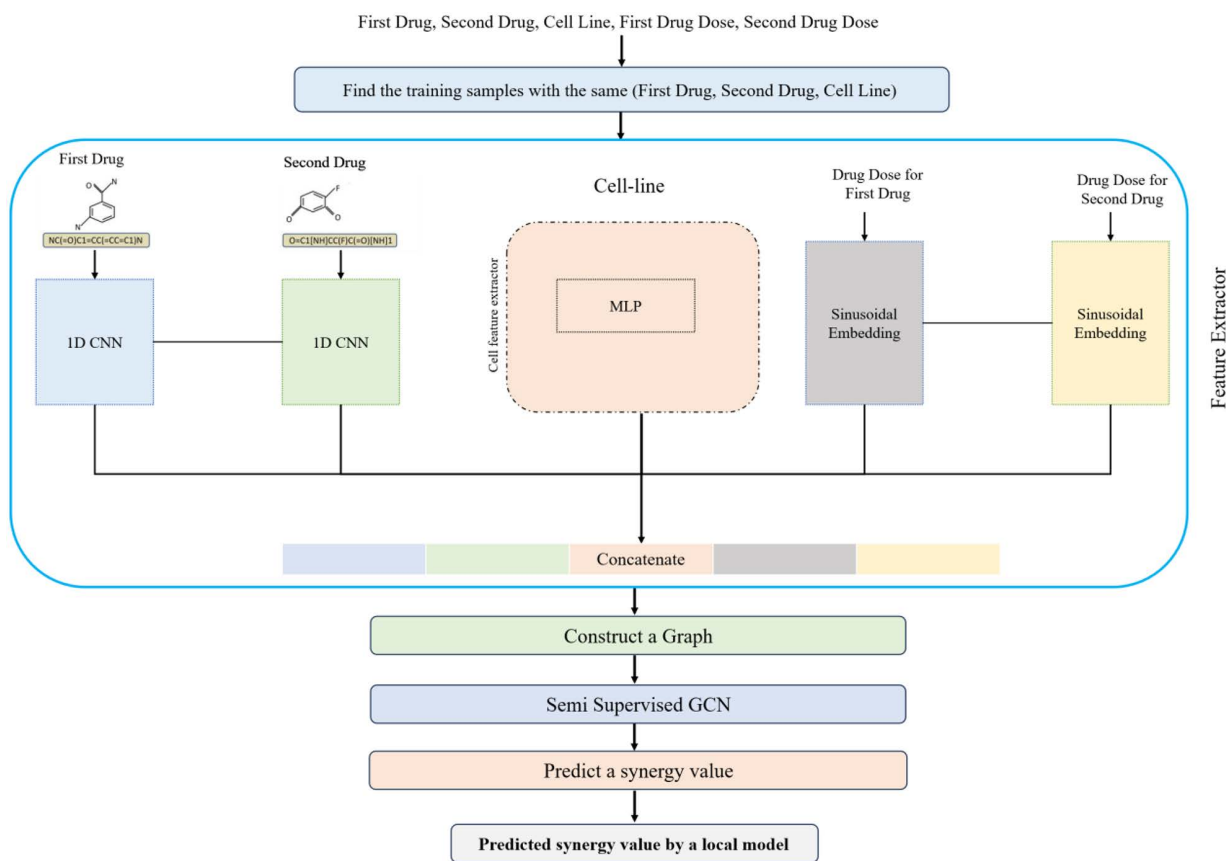 First Drug, Second Drug, Cell Line, First Drug Dose, Second Drug Dose
Find the training samples with the same (First Drug, Second Drug, Cell Line)
First Drug
Second Drug
Cell-line
Drug Dose for
First Drug
Drug Dose for
Second Drug
O
N
N
F
O
O
NC(=O)C1=CC(=CC=C1)N
O=C1[NH]CC(F)C(=O)[NH]1
1D CNN
1D CNN
Cell feature extractor
MLP
Sinusoidal
Embedding
Sinusoidal
Embedding
Feature Extractor
Concatenate
Construct a Graph
Semi Supervised GCN
Predict a synergy value
Predicted synergy value by a local model